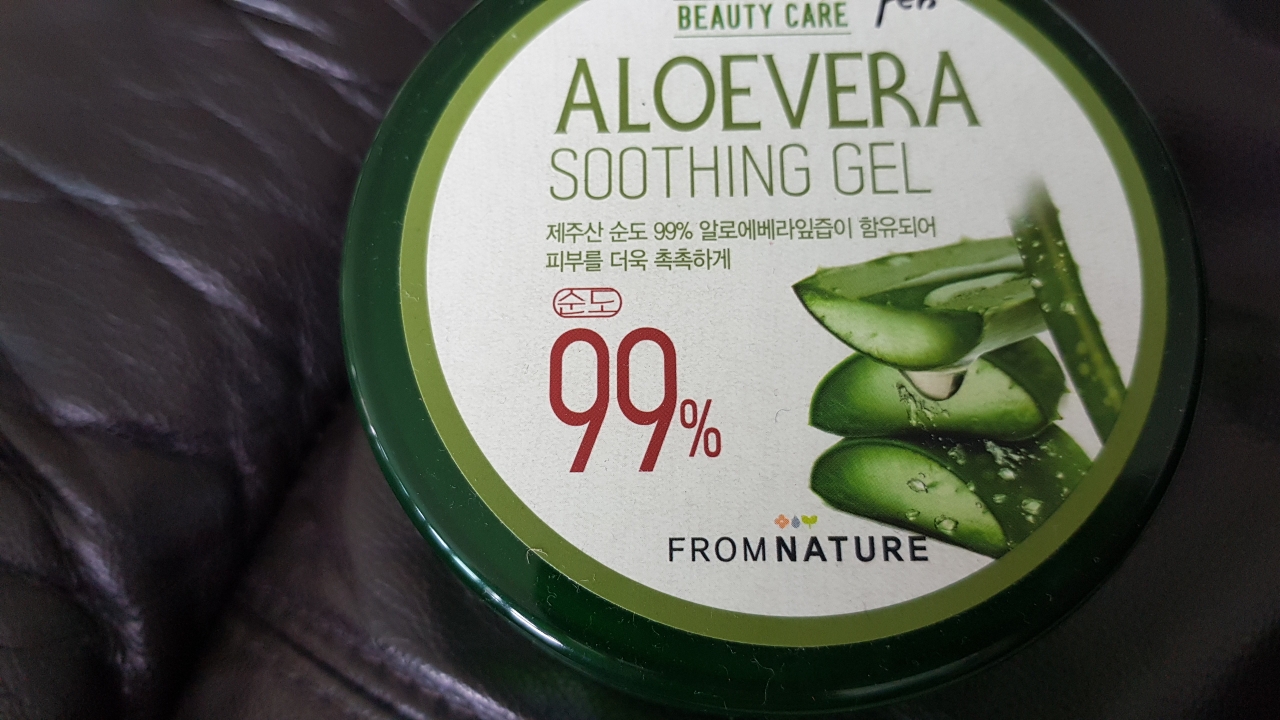 BEAUTY CARE
ALOEVERA
SOOTHING GEL
제주산 순도 99% 알로에베라잎즙이 함유되어
피부를 더욱 촉촉하게
순도
99%
FROMNATURE